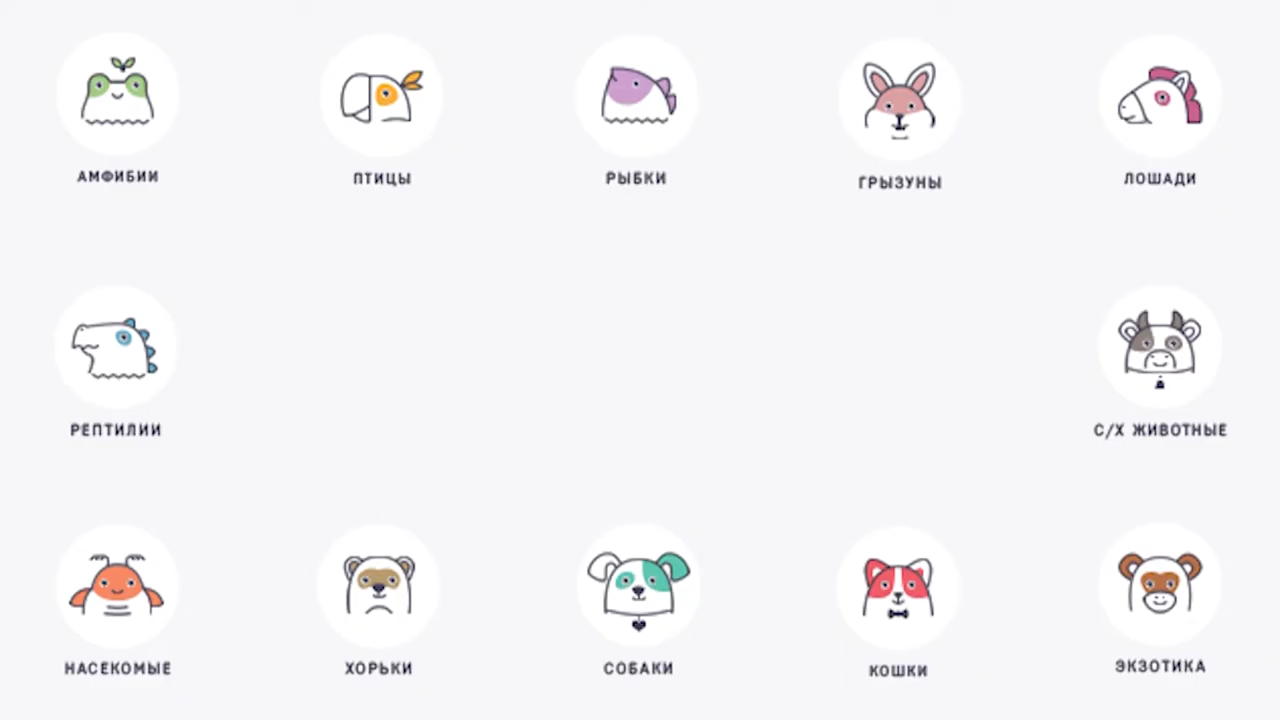 АМФИБИИ
ПТИЦЫ
РЫБКИ
ГРЫЗУНЫ
ЛОШАДИ
РЕПТИЛИИ
С/Х ЖИВОТНЫЕ
НАСЕКОМЫЕ
ХОРЬКИ
СОБАКИ
КОШКИ
ЭКЗОТИКА